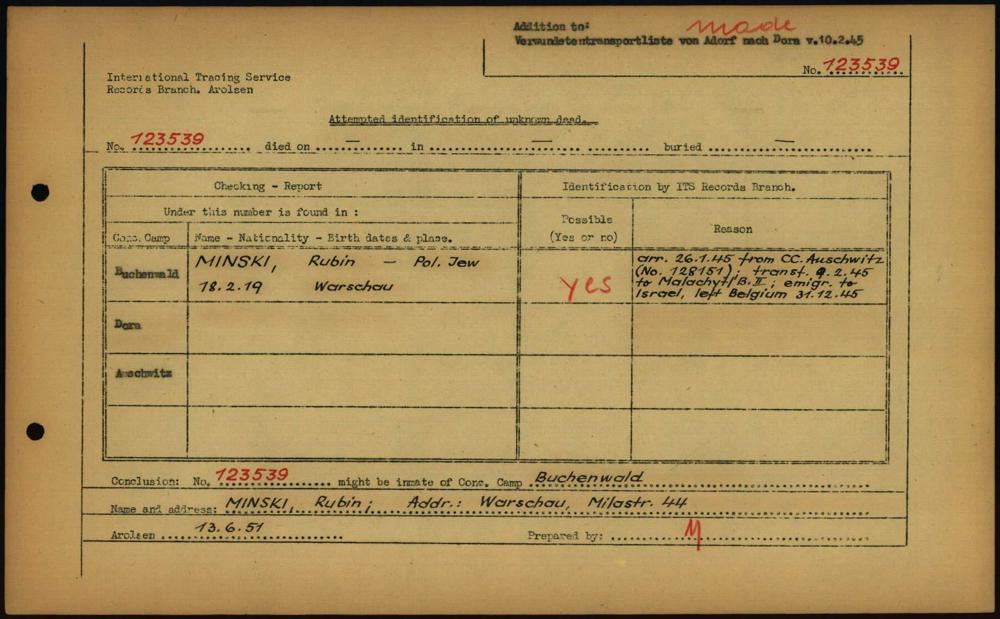 Addition to: made
Verwundetentransportliste von Adorf nach Dora v.10.2.45
No. 123539
International Tracing Service
Records Branch. Arolsen
Attempted identification of unknown dead.
No. 123539 died on — in — buried —
Checking - Report
Identification by ITS Records Branch.
Under this number is found in :
Possible
(Yes or no)
Reason
Conc. Camp
Name - Nationality - Birth dates & place.
Buchenwald
MINSKI, Rubin — Pol. Jew
18.2.19 Warschau
yes
arr. 26.1.45 from CC. Auschwitz
(No. 128151); transf. 9.2.45
to Malachyt/B.II; emigr. to
Israel, left Belgium 31.12.45
Dora
Auschwitz
Conclusion: No. 123539 might be inmate of Conc. Camp Buchenwald
Name and address: MINSKI, Rubin; Addr.: Warschau, Milastr. 44
Arolsen 13.6.51
Prepared by: M